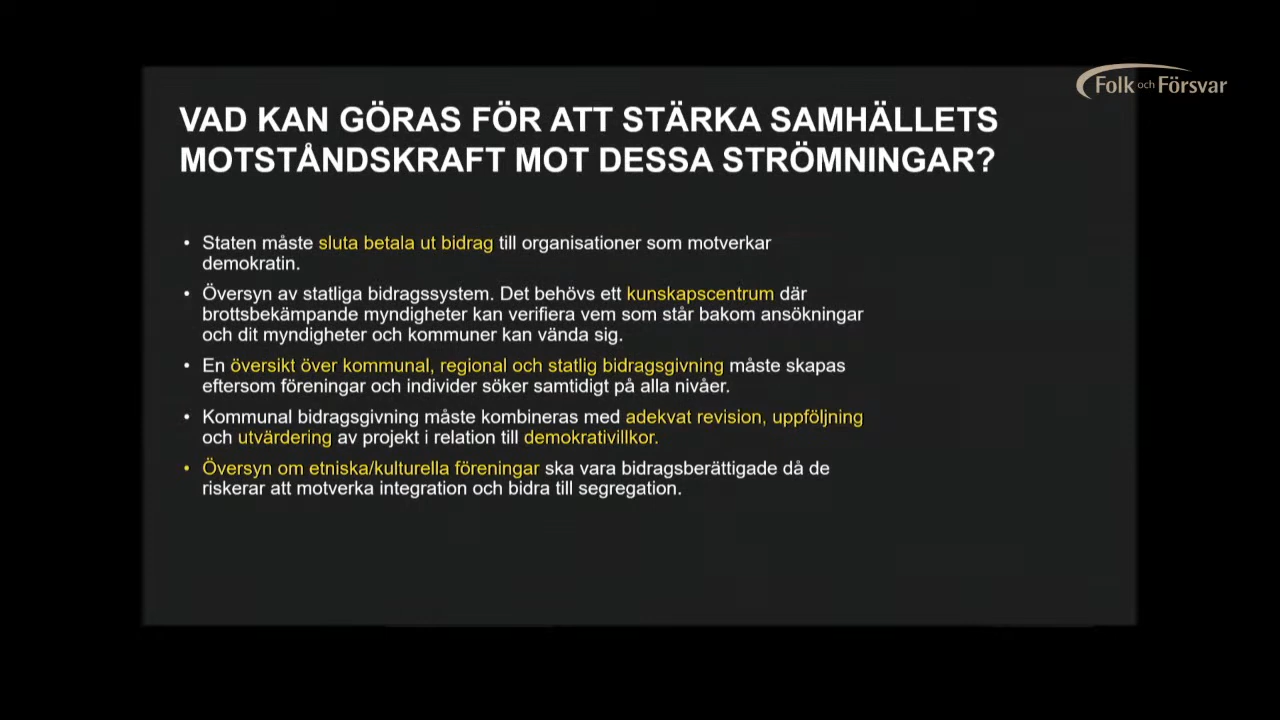 Folk och Försvar
VAD KAN GÖRAS FÖR ATT STÄRKA SAMHÄLLETS
MOTSTÅNDSKRAFT MOT DESSA STRÖMNINGAR?
• Staten måste sluta betala ut bidrag till organisationer som motverkar
demokratin.
• Översyn av statliga bidragssystem. Det behövs ett kunskapscentrum där
brottsbekämpande myndigheter kan verifiera vem som står bakom ansökningar
och dit myndigheter och kommuner kan vända sig.
• En översikt över kommunal, regional och statlig bidragsgivning måste skapas
eftersom föreningar och individer söker samtidigt på alla nivåer.
• Kommunal bidragsgivning måste kombineras med adekvat revision, uppföljning
och utvärdering av projekt i relation till demokrativillkor.
• Översyn om etniska/kulturella föreningar ska vara bidragsberättigade då de
riskerar att motverka integration och bidra till segregation.